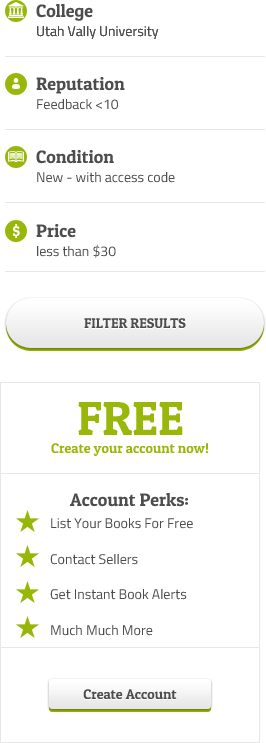 College
Utah Vally University
Reputation
Feedback <10
Condition
New - with access code
Price
less than $30
FILTER RESULTS
FREE
Create your account now!
Account Perks:
List Your Books For Free
Contact Sellers
Get Instant Book Alerts
Much Much More
Create Account